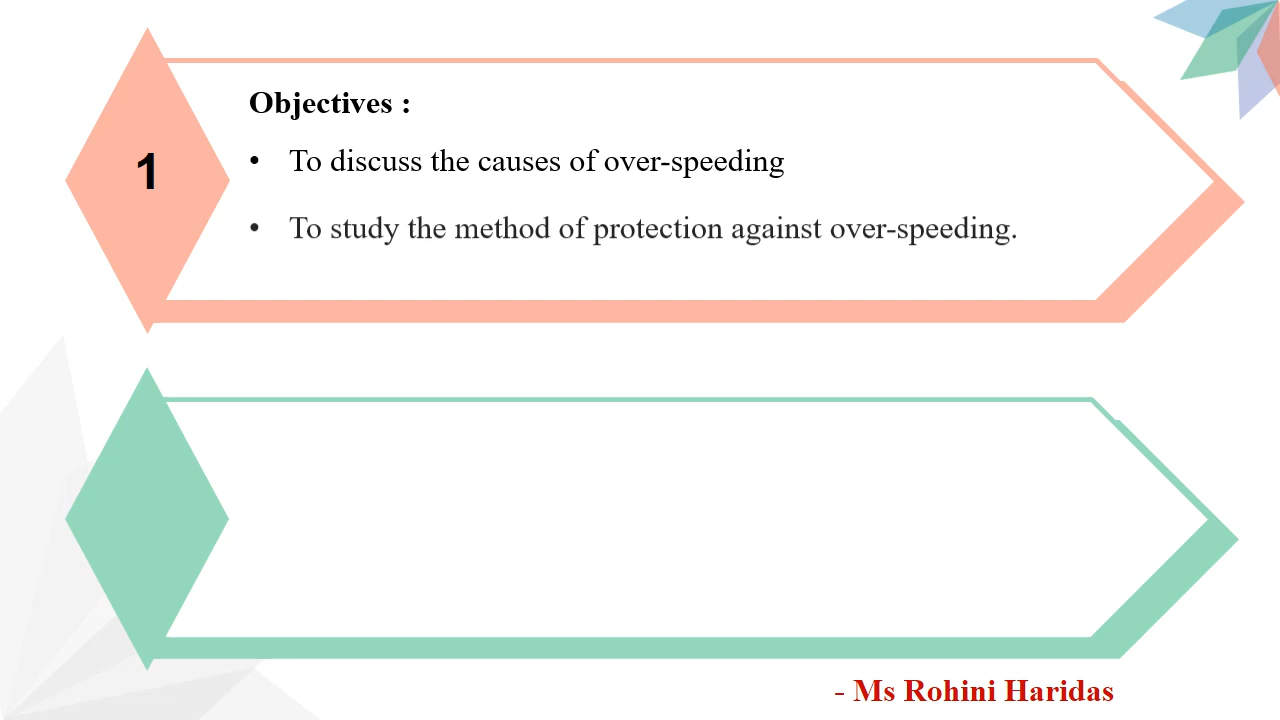 1
Objectives :
• To discuss the causes of over-speeding
• To study the method of protection against over-speeding.
- Ms Rohini Haridas